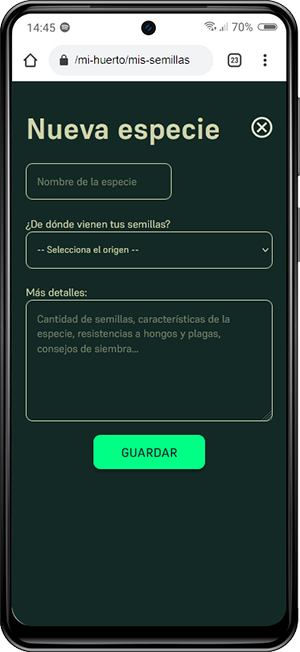 14:45
70%
/mi-huerto/mis-semillas
23
Nueva especie
Nombre de la especie
¿De dónde vienen tus semillas?
-- Selecciona el origen --
Más detalles:
Cantidad de semillas, características de la
especie, resistencias a hongos y plagas,
consejos de siembra...
GUARDAR